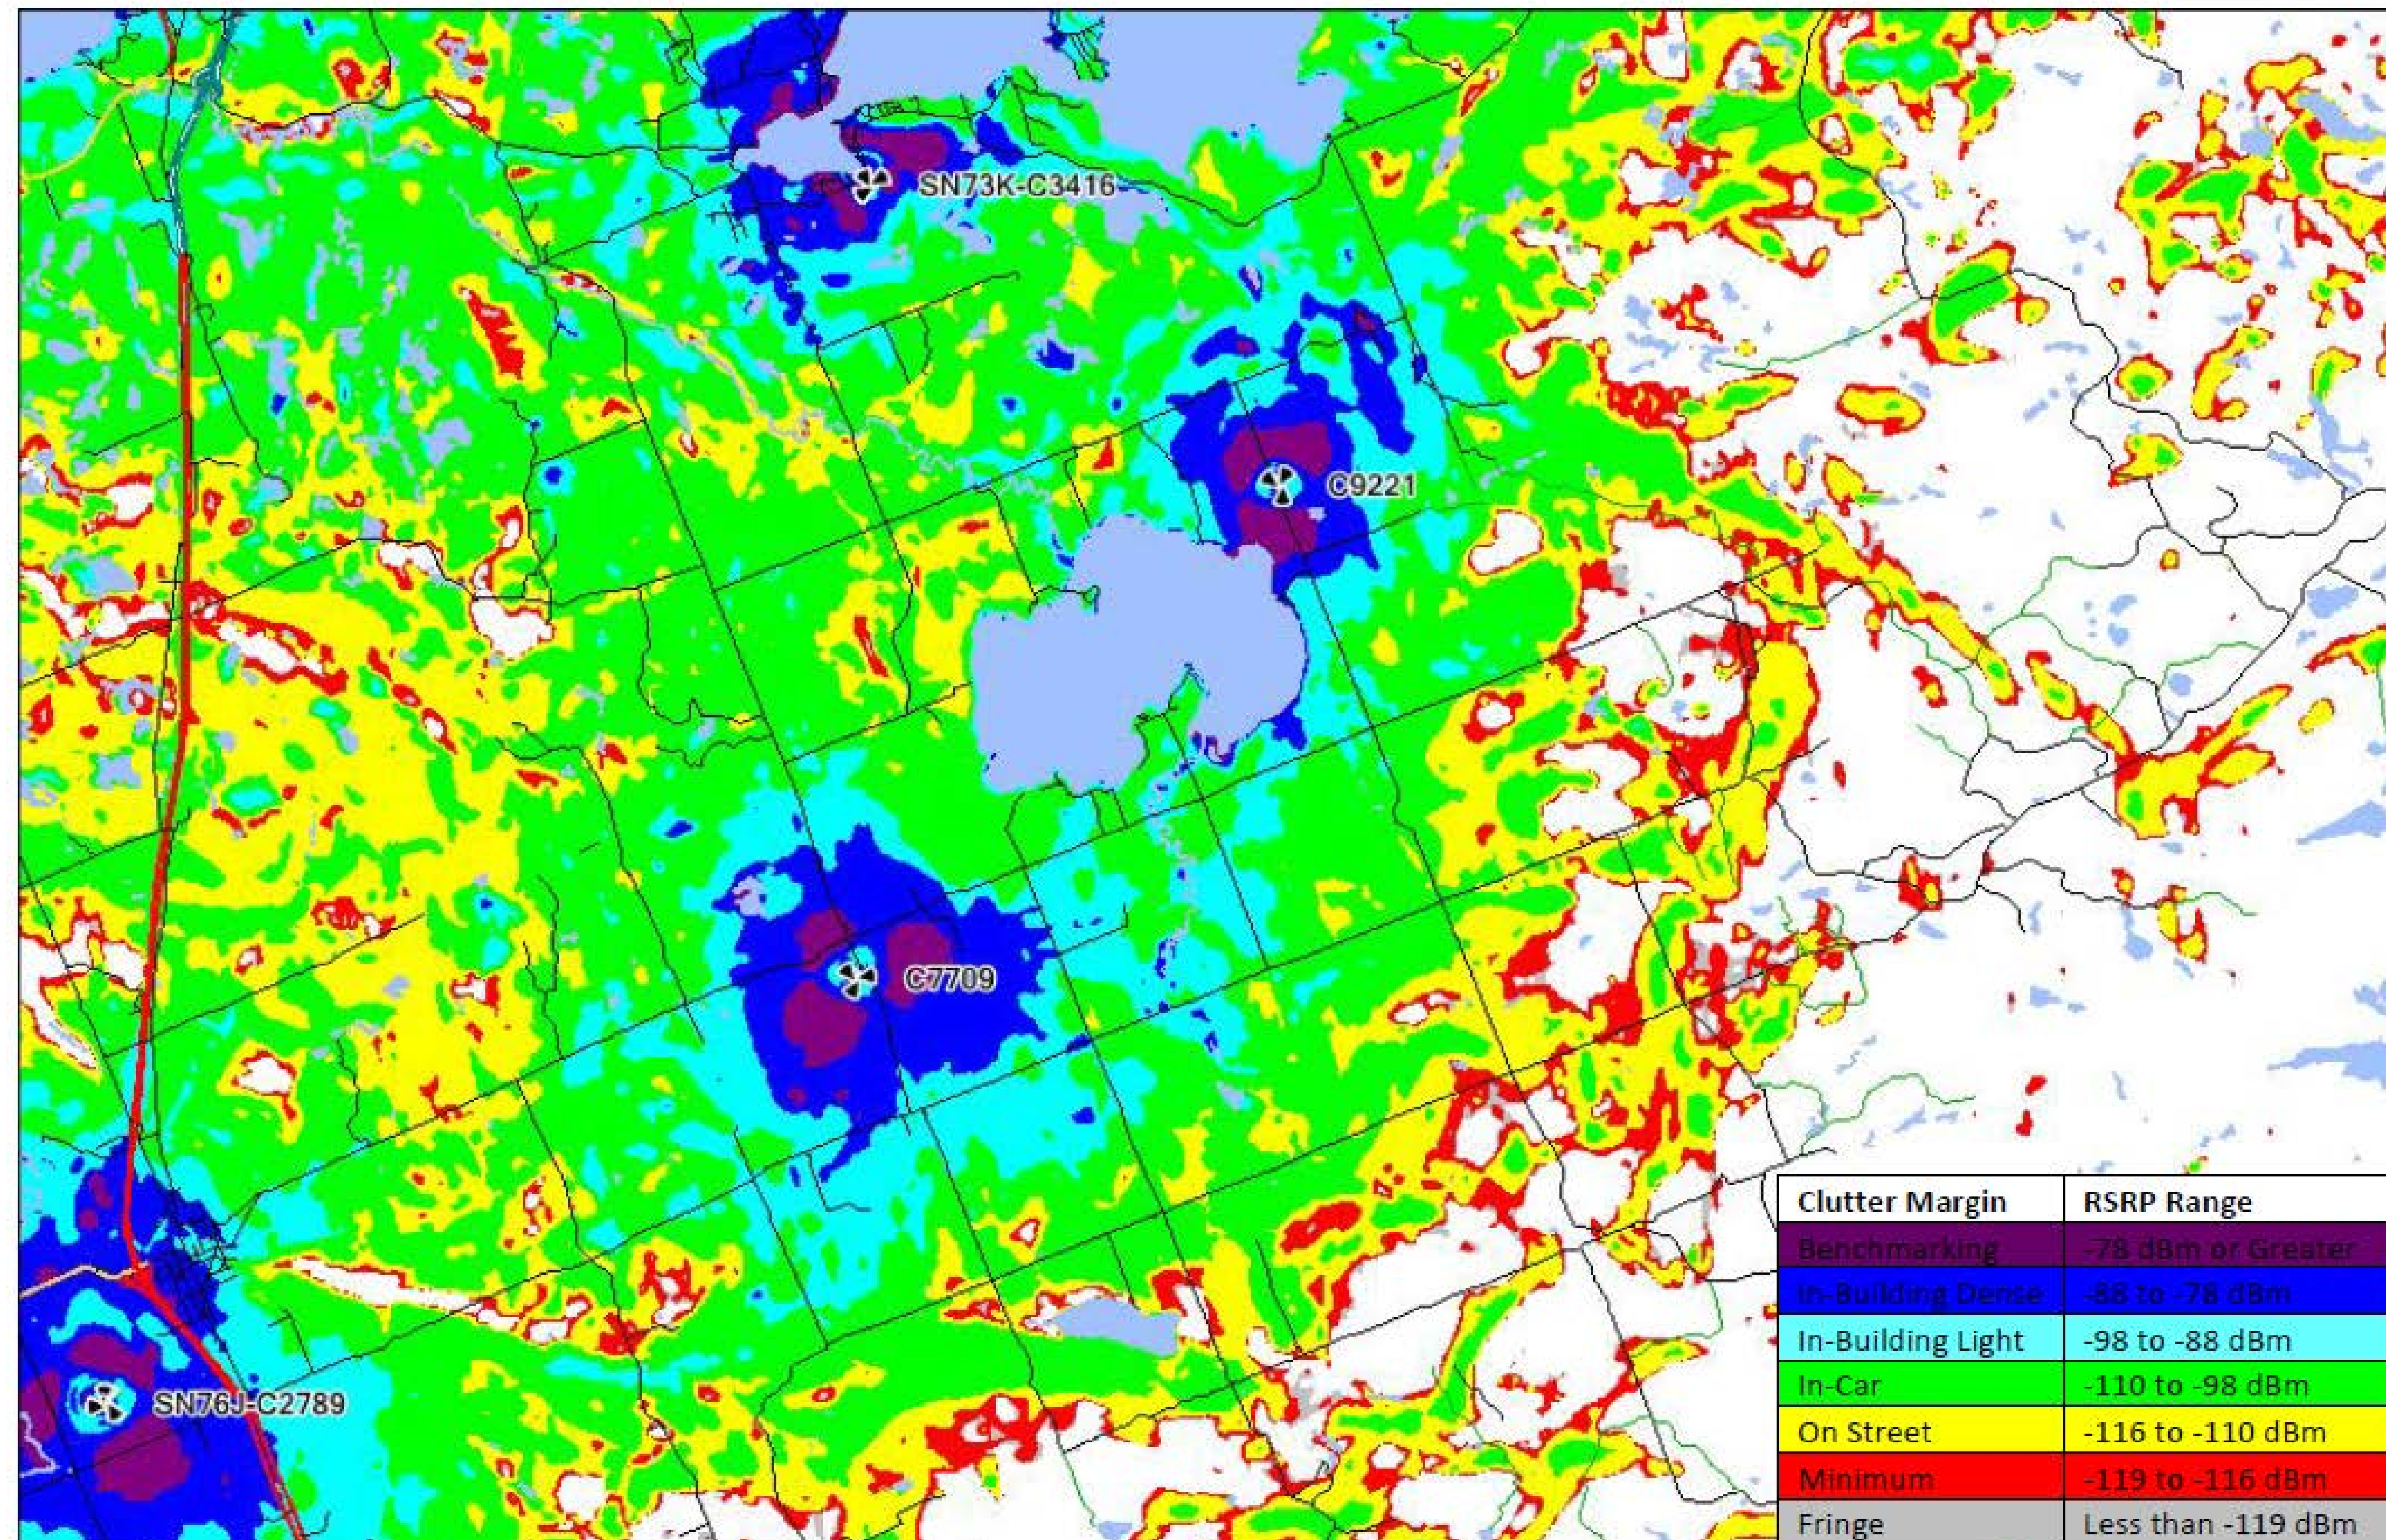 SN73K-C3416
C9221
C7709
SN76J-C2789
Clutter Margin RSRP Range
Benchmarking -78 dBm or Greater
In-Building Dense -88 to -78 dBm
In-Building Light -98 to -88 dBm
In-Car -110 to -98 dBm
On Street -116 to -110 dBm
Minimum -119 to -116 dBm
Fringe Less than -119 dBm